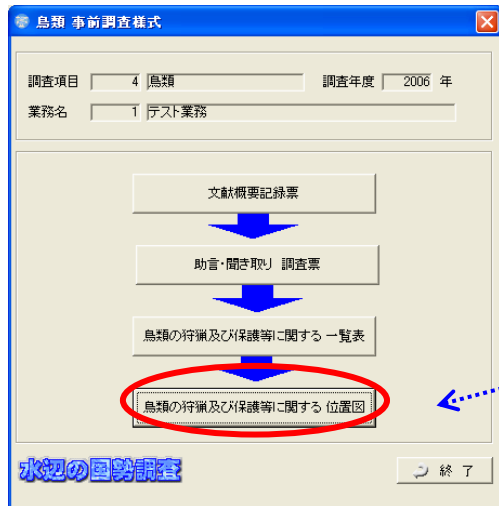 鳥類 事前調査様式
調査項目 4 鳥類 調査年度 2006 年
業務名 1 テスト業務
文献概要記録票
助言・聞き取り 調査票
鳥類の狩猟及び保護等に関する 一覧表
鳥類の狩猟及び保護等に関する 位置図
水辺の国勢調査
終 了